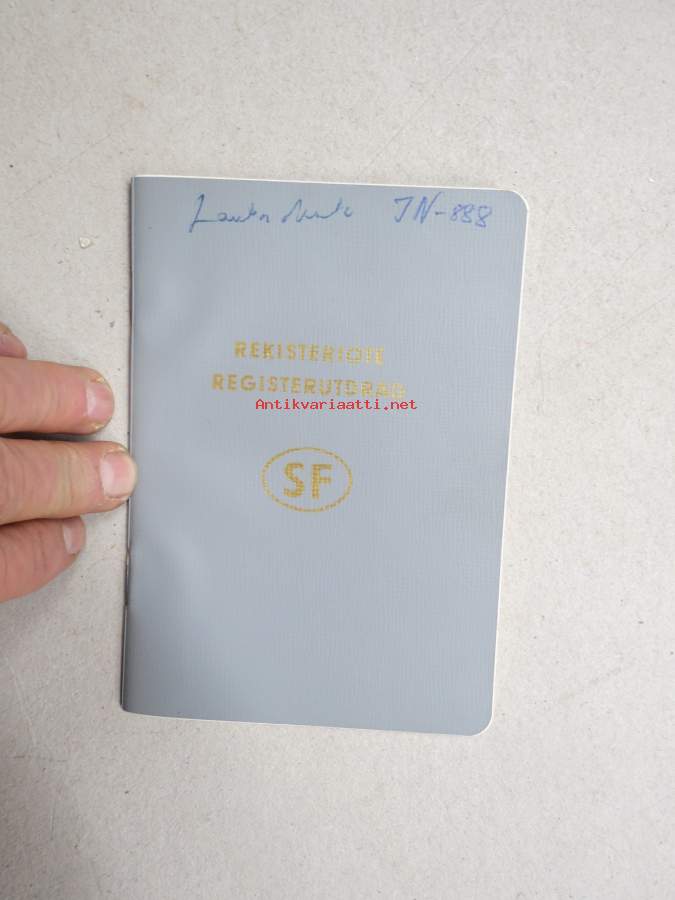 JN-888
REKISTERIOTE
REGISTERUTDRAG
Antikvariaatti.net
SF